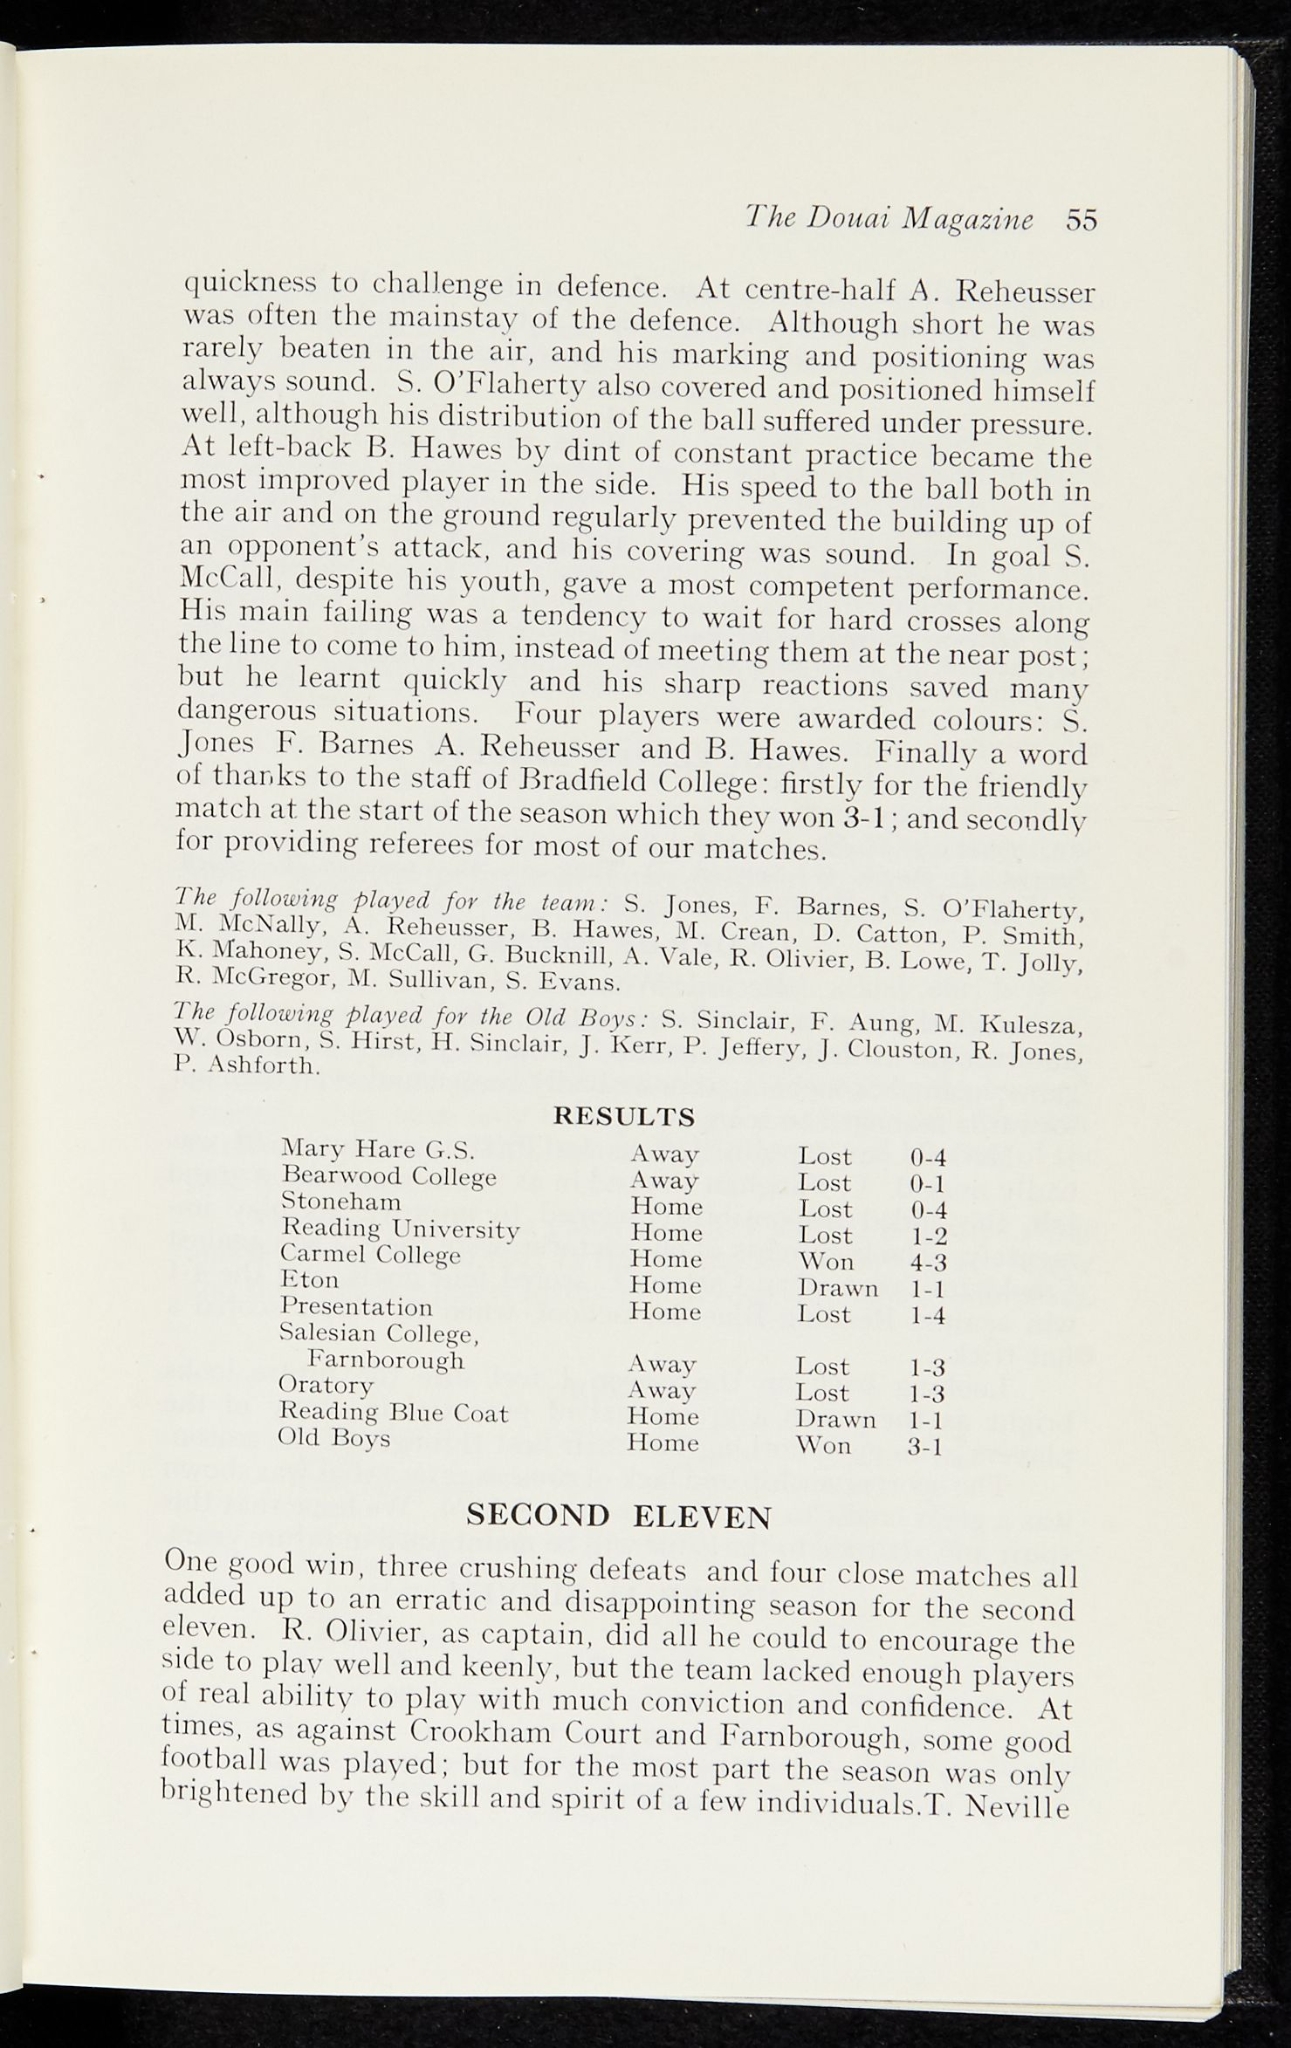 The Douai Magazine 55
quickness to challenge in defence. At centre-half A. Reheusser
was often the mainstay of the defence. Although short he was
rarely beaten in the air, and his marking and positioning was
always sound. S. O'Flaherty also covered and positioned himself
well, although his distribution of the ball suffered under pressure.
At left-back B. Hawes by dint of constant practice became the
most improved player in the side. His speed to the ball both in
the air and on the ground regularly prevented the building up of
an opponent's attack, and his covering was sound. In goal S.
McCall, despite his youth, gave a most competent performance.
His main failing was a tendency to wait for hard crosses along
the line to come to him, instead of meeting them at the near post;
but he learnt quickly and his sharp reactions saved many
dangerous situations. Four players were awarded colours: S.
Jones F. Barnes A. Reheusser and B. Hawes. Finally a word
of thanks to the staff of Bradfield College: firstly for the friendly
match at the start of the season which they won 3-1; and secondly
for providing referees for most of our matches.
The following played for the team: S. Jones, F. Barnes, S. O'Flaherty,
M. McNally, A. Reheusser, B. Hawes, M. Crean, D. Catton, P. Smith,
K. Mahoney, S. McCall, G. Bucknill, A. Vale, R. Olivier, B. Lowe, T. Jolly,
R. McGregor, M. Sullivan, S. Evans.
The following played for the Old Boys: S. Sinclair, F. Aung, M. Kulesza,
W. Osborn, S. Hirst, H. Sinclair, J. Kerr, P. Jeffery, J. Clouston, R. Jones,
P. Ashforth.
RESULTS
Mary Hare G.S. Away Lost 0-4
Bearwood College Away Lost 0-1
Stoneham Home Lost 0-4
Reading University Home Lost 1-2
Carmel College Home Won 4-3
Eton Home Drawn 1-1
Presentation Home Lost 1-4
Salesian College,
Farnborough Away Lost 1-3
Oratory Away Lost 1-3
Reading Blue Coat Home Drawn 1-1
Old Boys Home Won 3-1
SECOND ELEVEN
One good win, three crushing defeats and four close matches all
added up to an erratic and disappointing season for the second
eleven. R. Olivier, as captain, did all he could to encourage the
side to play well and keenly, but the team lacked enough players
of real ability to play with much conviction and confidence. At
times, as against Crookham Court and Farnborough, some good
football was played; but for the most part the season was only
brightened by the skill and spirit of a few individuals.T. Neville